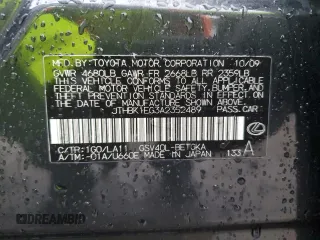 MFD. BY: TOYOTA MOTOR CORPORATION 10/09
GVWR 4680LB GAWR FR 2668LB RR 2359LB
THIS VEHICLE CONFORMS TO ALL APPLICABLE
FEDERAL MOTOR VEHICLE SAFETY,
BUMPER, AND THEFT PREVENTION STANDARDS
IN EFFECT ON THE DATE OF
MANUFACTURE SHOWN ABOVE.
JTHBK1EG3A2352489 PASS. CAR
C/TR: 1G0/LA11 GSV40L-BETGKA
A/TM: -01A/U660E MADE IN JAPAN 133 A
© AUTOBIDMASTER